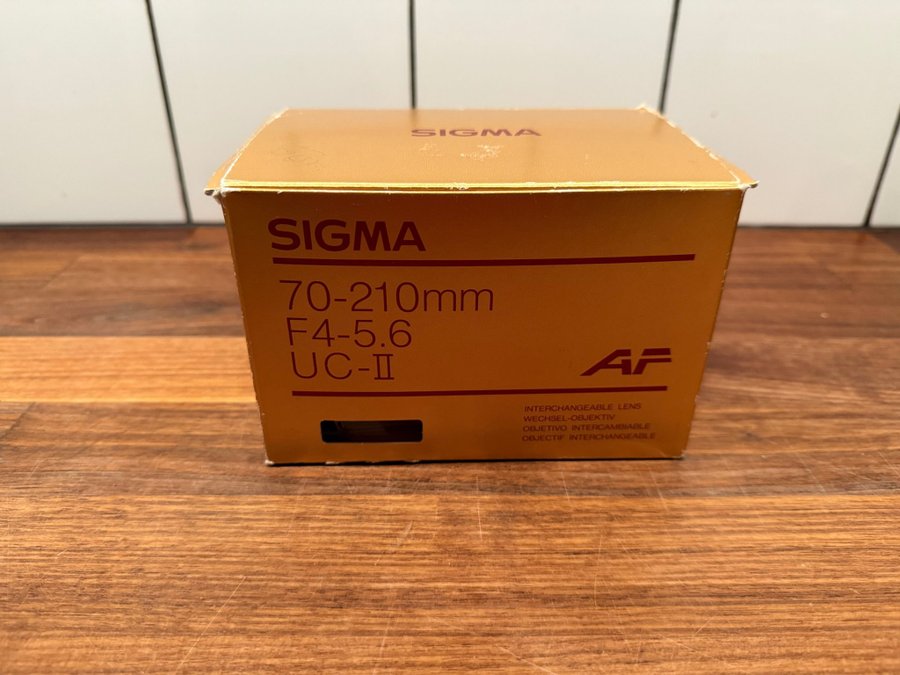 SIGMA
SIGMA
70-210mm
F4-5.6
UC-II
AF
INTERCHANGEABLE LENS
WECHSEL-OBJEKTIV
OBJETIVO INTERCAMBIABLE
OBJECTIF INTERCHANGEABLE